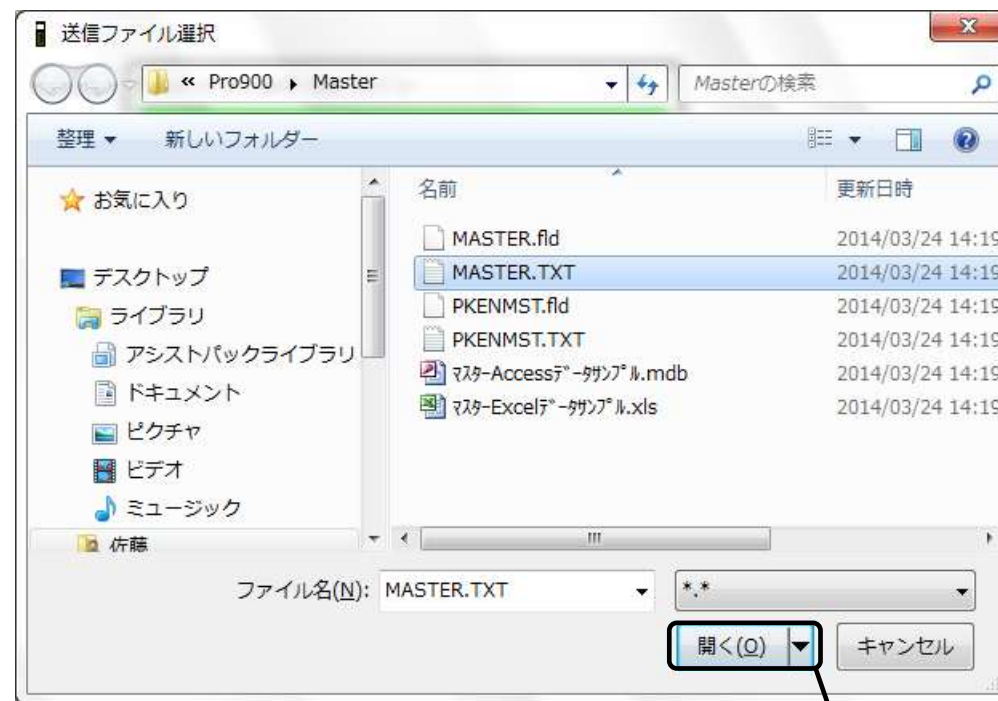 送信ファイル選択
« Pro900 Master
Masterの検索
整理 新しいフォルダー
お気に入り
デスクトップ
ライブラリ
アシストパックライブラリ
ドキュメント
ピクチャ
ビデオ
ミュージック
佐藤
名前 更新日時
MASTER.fld 2014/03/24 14:19
MASTER.TXT 2014/03/24 14:19
PKENMST.fld 2014/03/24 14:19
PKENMST.TXT 2014/03/24 14:19
ﾏｽﾀｰAccessﾃﾞｰﾀｻﾝﾌﾟﾙ.mdb 2014/03/24 14:19
ﾏｽﾀｰExcelﾃﾞｰﾀｻﾝﾌﾟﾙ.xls 2014/03/24 14:19
ファイル名(N): MASTER.TXT *.*
開く(O) キャンセル